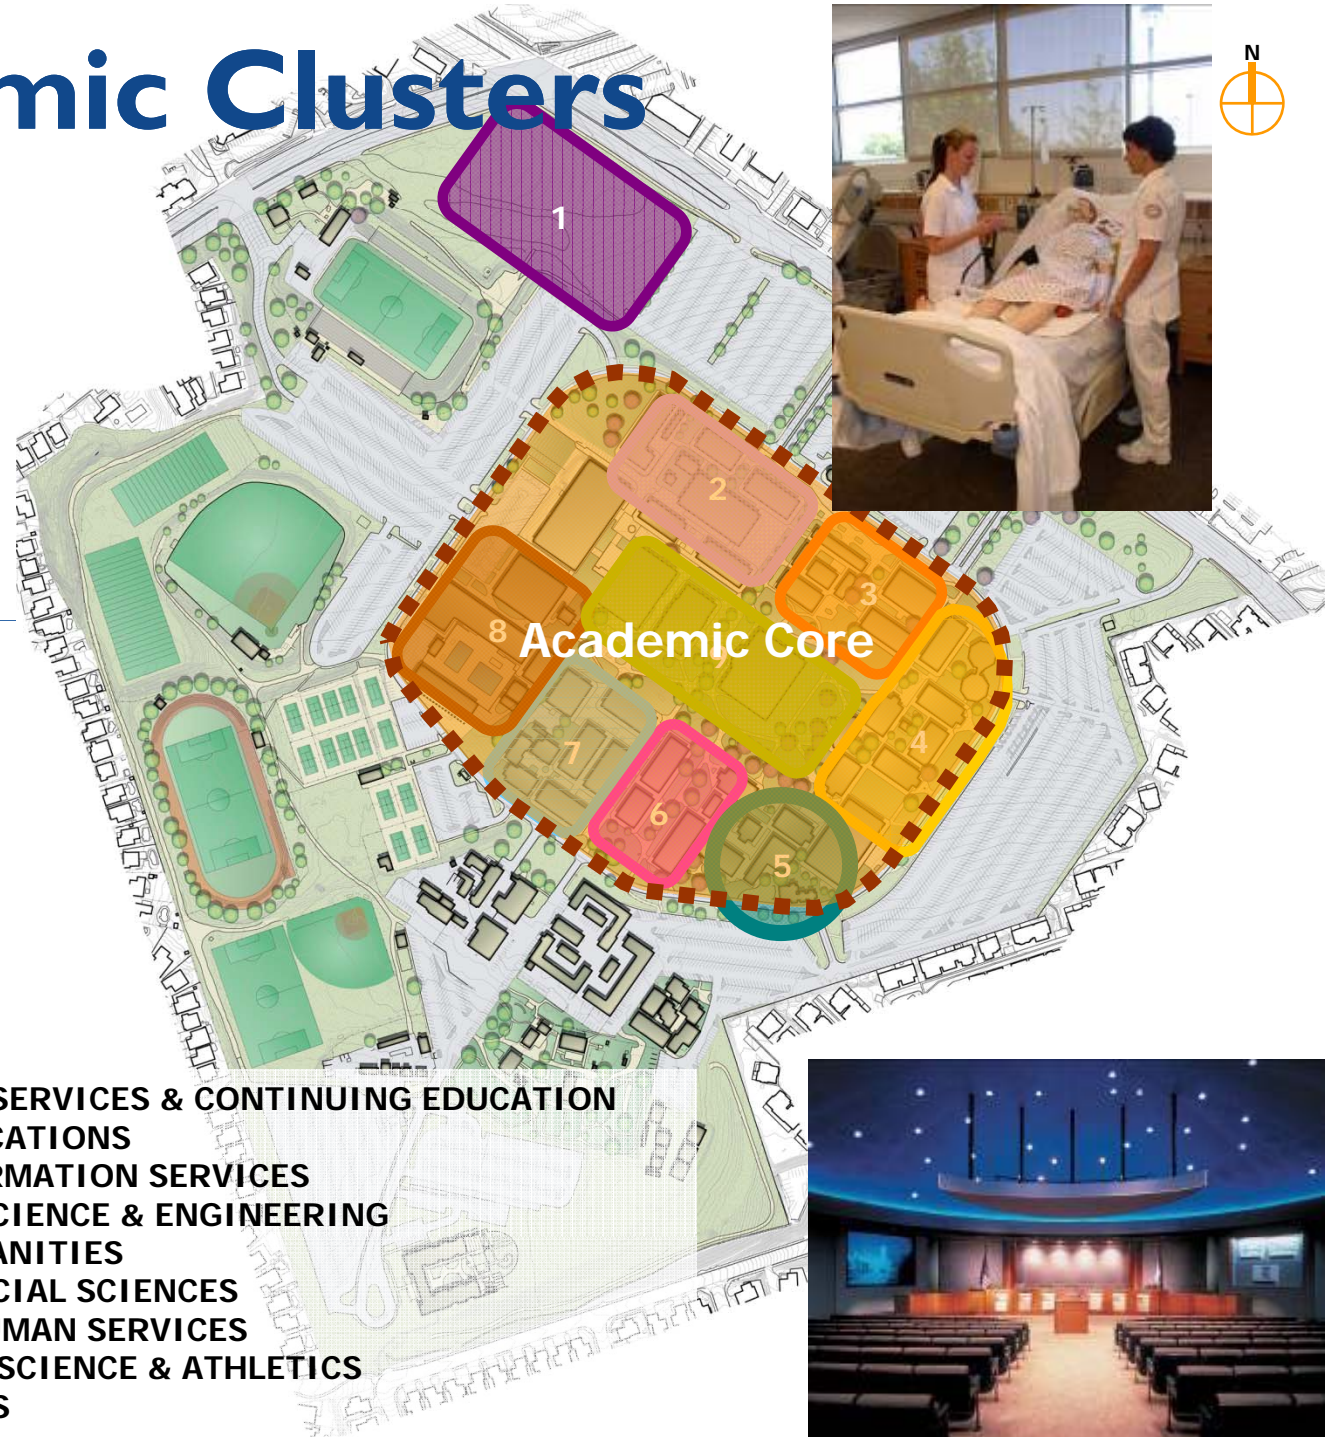 mic Clusters
N
1
2
3
8
Academic Core
9
4
7
6
5
SERVICES & CONTINUING EDUCATION
CATIONS
RMATION SERVICES
CIENCE & ENGINEERING
ANITIES
CIAL SCIENCES
MAN SERVICES
SCIENCE & ATHLETICS
S